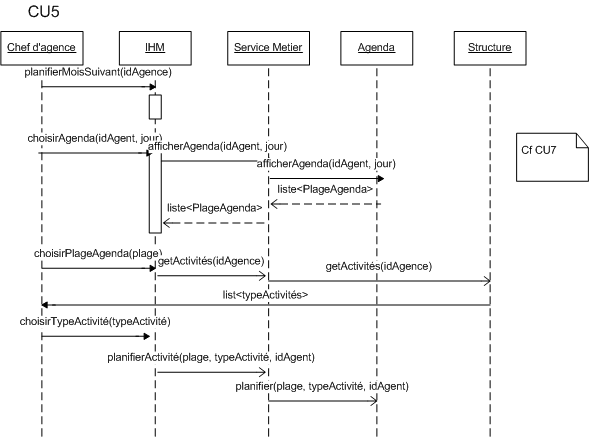 CU5
Chef d'agence
IHM
Service Metier
Agenda
Structure
planifierMoisSuivant(idAgence)
choisirAgenda(idAgent, jour)
afficherAgenda(idAgent, jour)
Cf CU7
afficherAgenda(idAgent, jour)
liste<PlageAgenda>
liste<PlageAgenda>
choisirPlageAgenda(plage)
getActivités(idAgence)
getActivités(idAgence)
list<typeActivités>
choisirTypeActivité(typeActivité)
planifierActivité(plage, typeActivité, idAgent)
planifier(plage, typeActivité, idAgent)